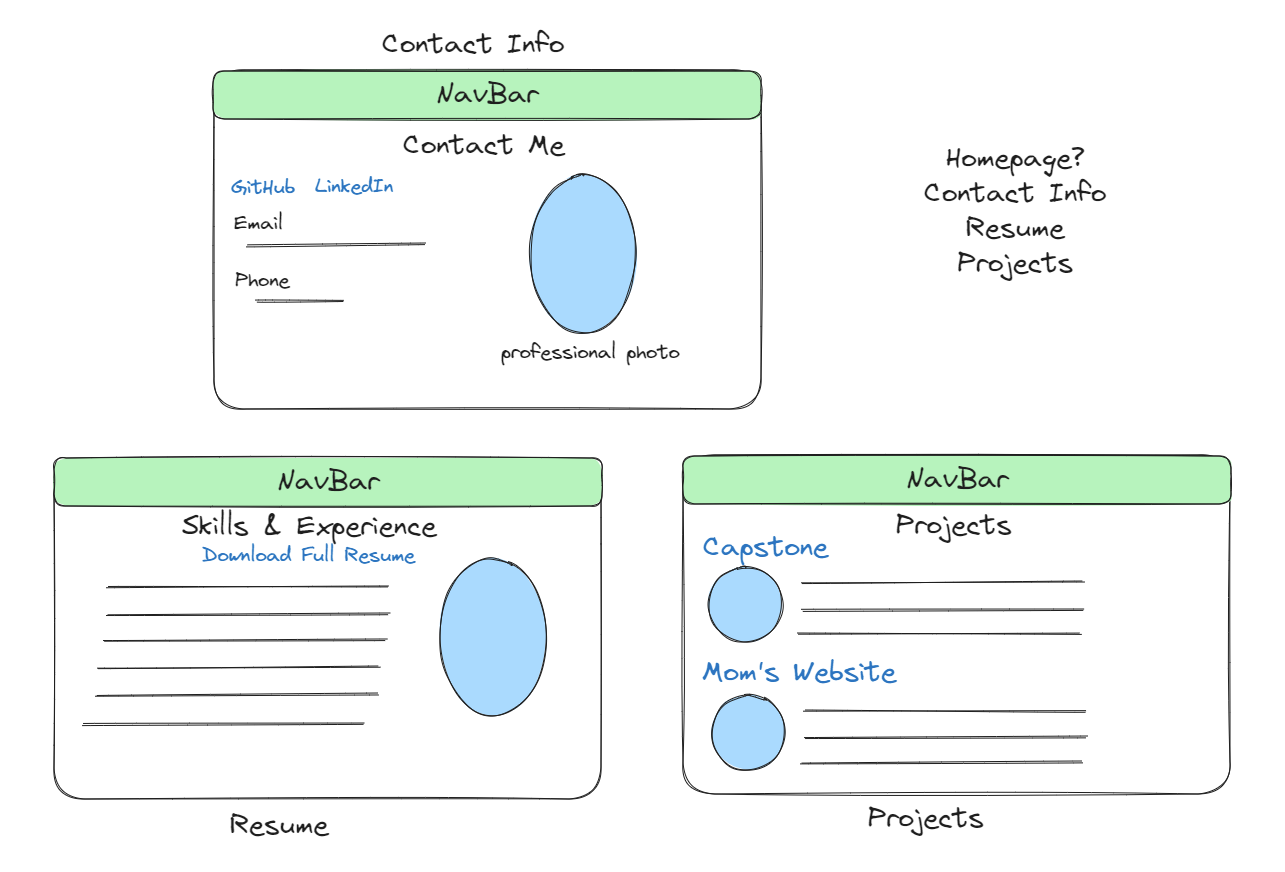 Contact Info
NavBar
Contact Me
GitHub LinkedIn
Email
Phone
professional photo
Homepage?
Contact Info
Resume
Projects
NavBar
Skills & Experience
Download Full Resume
Resume
NavBar
Projects
Capstone
Mom's Website
Projects